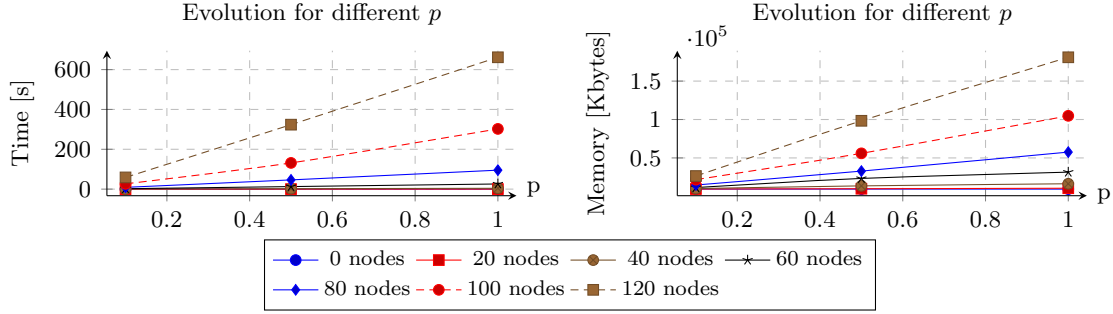 Evolution for different p
Time [s]
600
400
200
0
0.2 0.4 0.6 0.8 1
p
Evolution for different p
·10^5
Memory [Kbytes]
1.5
1
0.5
0.2 0.4 0.6 0.8 1
p
0 nodes 20 nodes 40 nodes 60 nodes
80 nodes 100 nodes 120 nodes